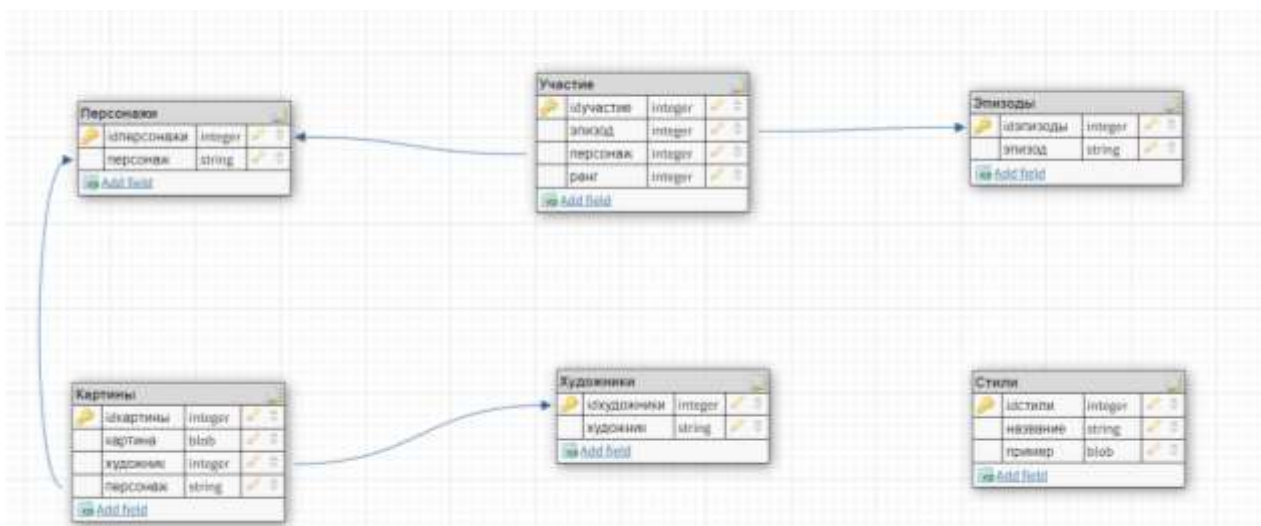 Персонажи
idперсонажи integer
персонаж string
Add field
Участие
idучастие integer
эпизод integer
персонаж integer
ранг integer
Add field
Эпизоды
idэпизоды integer
эпизод string
Add field
Картины
idкартины integer
картина blob
художник integer
персонаж string
Add field
Художники
idхудожники integer
художник string
Add field
Стили
idстили integer
название string
пример blob
Add field